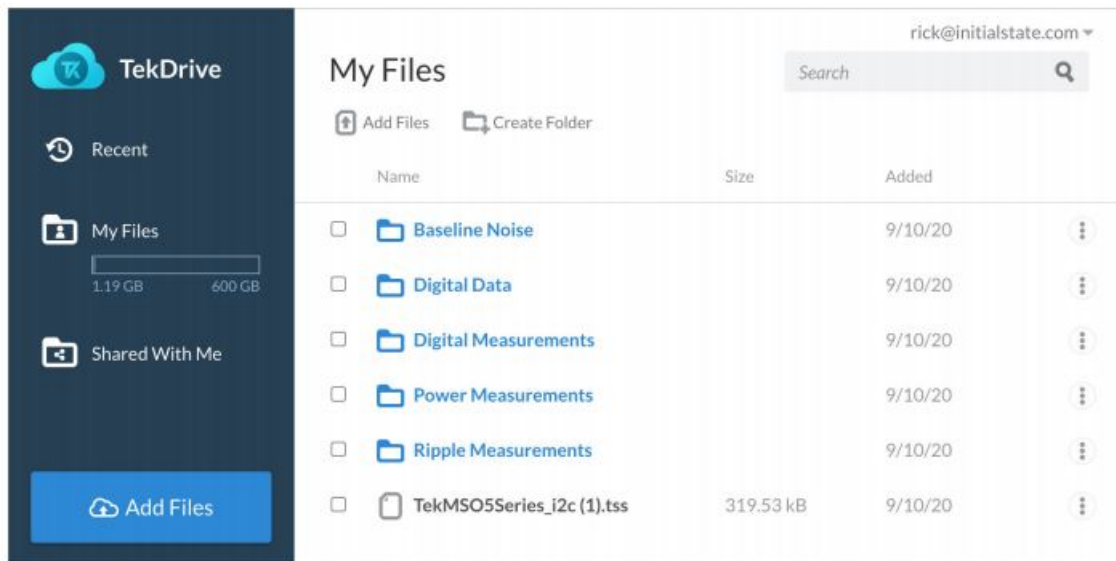 rick@initialstate.com
TK TekDrive
My Files
Search
Add Files Create Folder
Recent
Name Size Added
My Files
1.19 GB 600 GB
Baseline Noise 9/10/20
Digital Data 9/10/20
Shared With Me
Digital Measurements 9/10/20
Power Measurements 9/10/20
Ripple Measurements 9/10/20
Add Files
TekMSO5Series_i2c (1).tss 319.53 kB 9/10/20